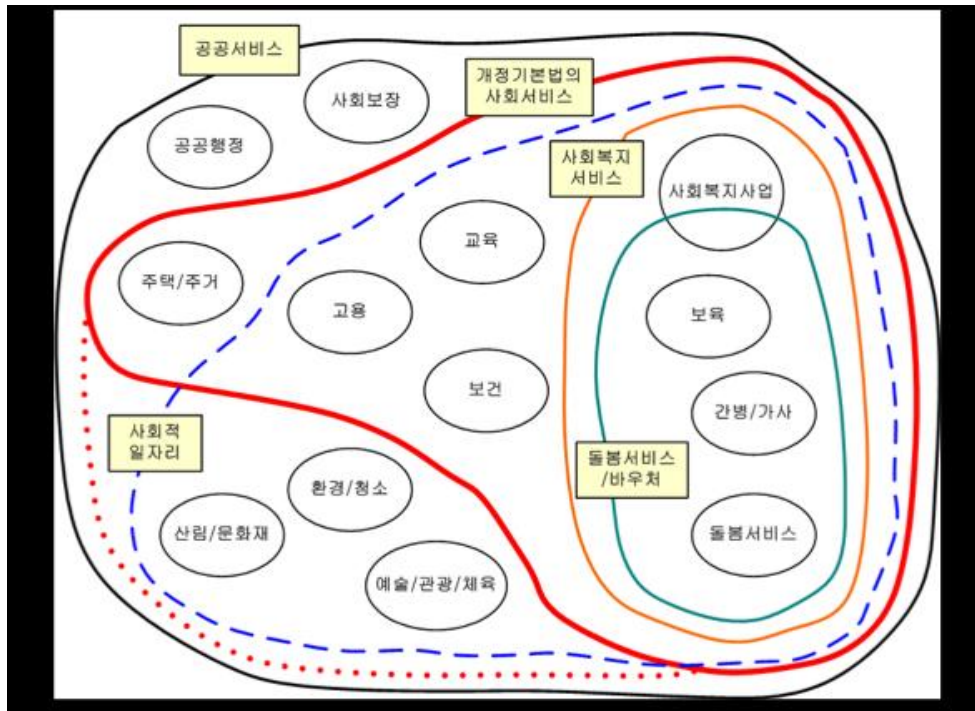 공공서비스
사회보장
개정기본법의
사회서비스
공공행정
사회복지
서비스
사회복지사업
교육
주택/주거
고용
보육
보건
간병/가사
사회적
일자리
돌봄서비스
/바우처
환경/청소
산림/문화재
돌봄서비스
예술/관광/체육